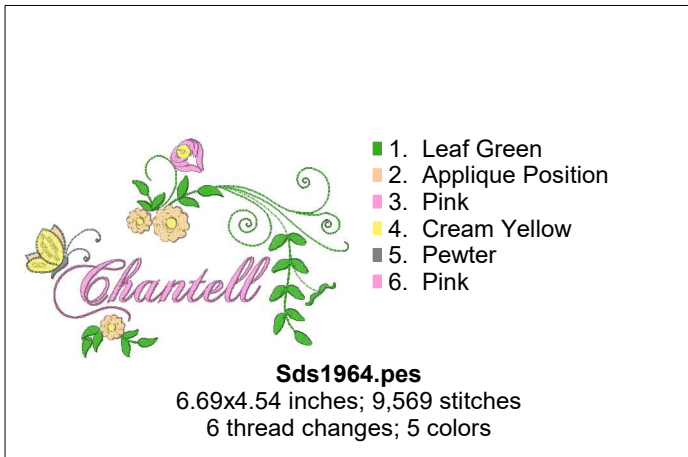 1. Leaf Green
2. Applique Position
3. Pink
4. Cream Yellow
5. Pewter
6. Pink
Chantell
Sds1964.pes
6.69x4.54 inches; 9,569 stitches
6 thread changes; 5 colors